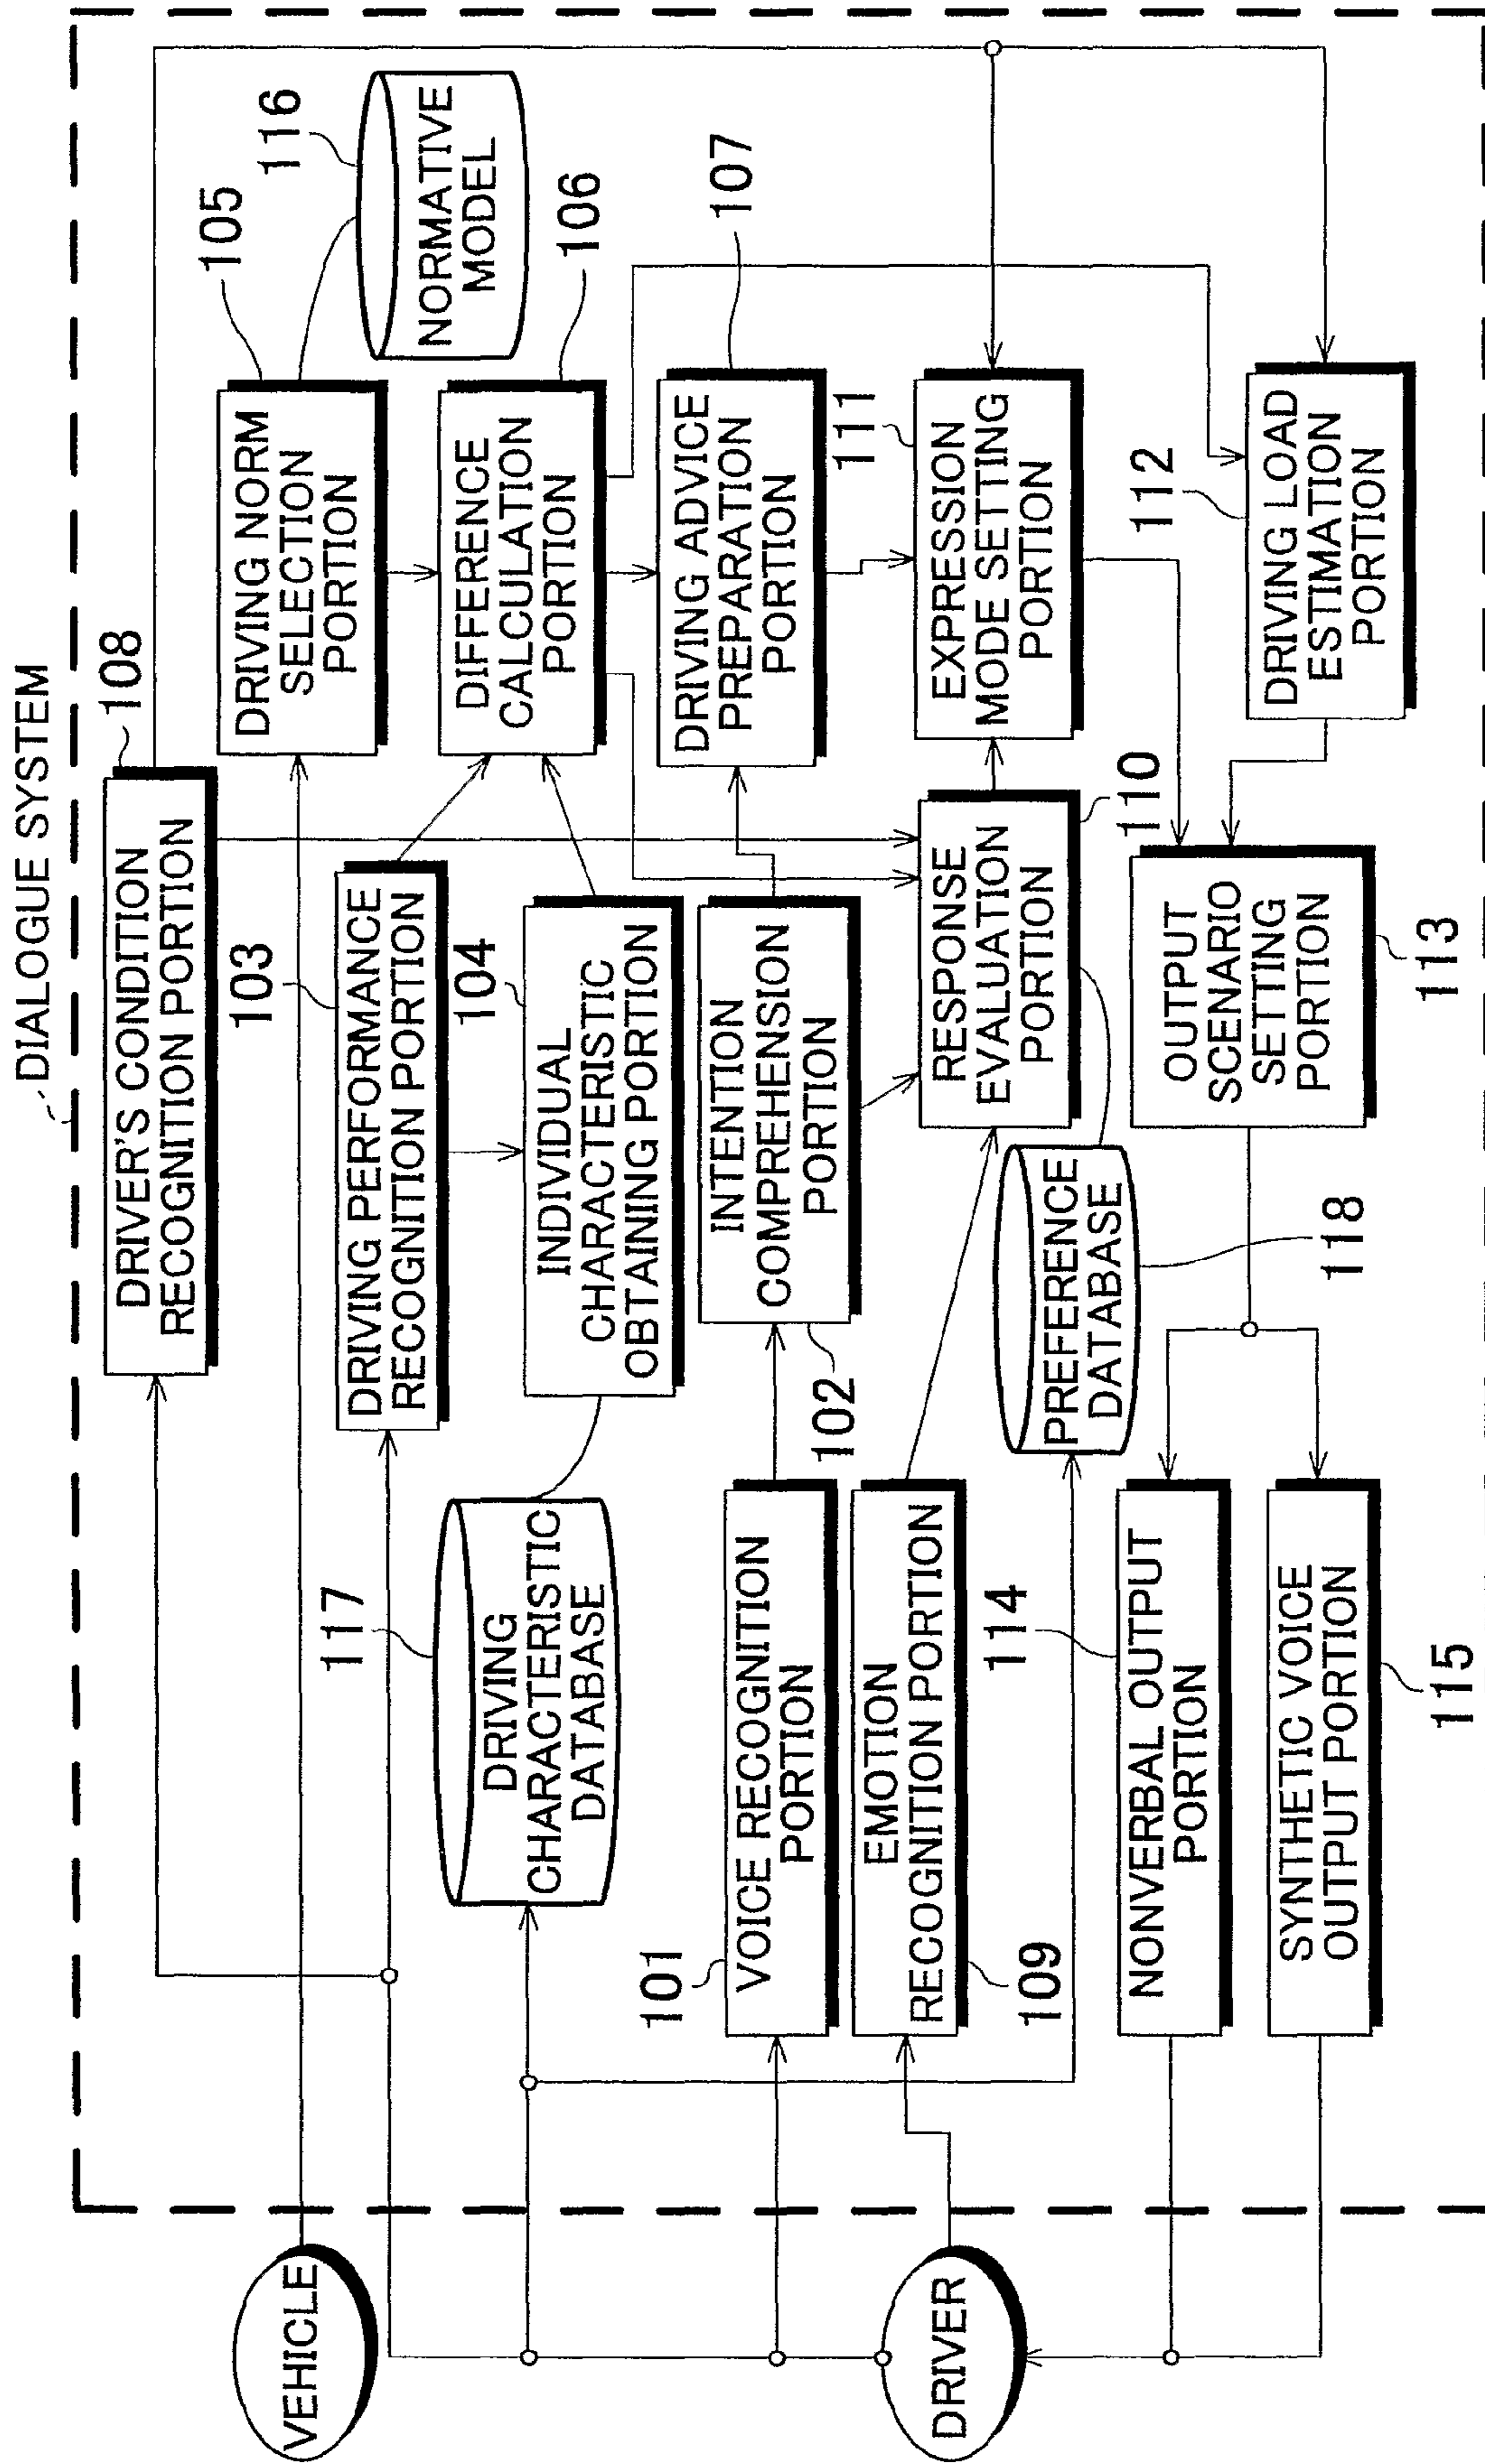 DIALOGUE SYSTEM
VEHICLE
DRIVER
108
DRIVER'S CONDITION
RECOGNITION PORTION
105
DRIVING NORM
SELECTION
PORTION
116
NORMATIVE
MODEL
103
DRIVING PERFORMANCE
RECOGNITION PORTION
106
DIFFERENCE
CALCULATION
PORTION
117
DRIVING
CHARACTERISTIC
DATABASE
104
INDIVIDUAL
CHARACTERISTIC
OBTAINING PORTION
107
DRIVING ADVICE
PREPARATION
PORTION
101
VOICE RECOGNITION
PORTION
102
INTENTION
COMPREHENSION
PORTION
109
EMOTION
RECOGNITION PORTION
110
RESPONSE
EVALUATION
PORTION
111
EXPRESSION
MODE SETTING
PORTION
118
PREFERENCE
DATABASE
112
DRIVING LOAD
ESTIMATION
PORTION
113
OUTPUT
SCENARIO
SETTING
PORTION
114
NONVERBAL OUTPUT
PORTION
115
SYNTHETIC VOICE
OUTPUT PORTION